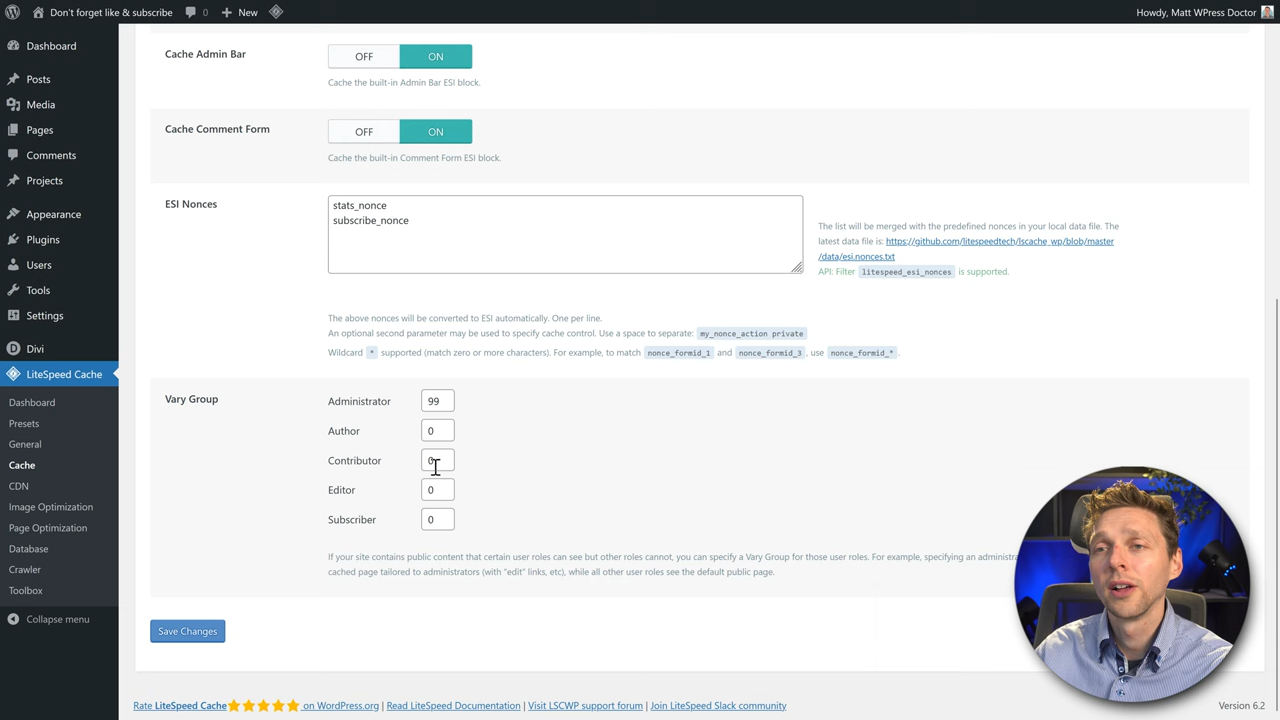 Don't forget like & subscribe
0
New
Howdy, Matt WPress Doctor
Dashboard
Posts
Media
Pages
Comments
Projects
Appearance
Plugins
Users
Tools
Settings
Divi
LiteSpeed Cache
Dashboard
Presets
General
Cache
CDN
Image Optimization
Page Optimization
Database
Crawler
Toolbox
Collapse menu
Cache Admin Bar
OFF ON
Cache the built-in Admin Bar ESI block.
Cache Comment Form
OFF ON
Cache the built-in Comment Form ESI block.
ESI Nonces
stats_nonce
subscribe_nonce
The list will be merged with the predefined nonces in your local data file. The
latest data file is: https://github.com/litespeedtech/lscache_wp/blob/master
/data/esi.nonces.txt
API: Filter litespeed_esi_nonces is supported.
The above nonces will be converted to ESI automatically. One per line.
An optional second parameter may be used to specify cache control. Use a space to separate: my_nonce_action private
Wildcard * supported (match zero or more characters). For example, to match nonce_formid_1 and nonce_formid_3, use nonce_formid_*.
Vary Group
Administrator 99
Author 0
Contributor 0
Editor 0
Subscriber 0
If your site contains public content that certain user roles can see but other roles cannot, you can specify a Vary Group for those user roles. For example, specifying an
cached page tailored to administrators (with "edit" links, etc), while all other user roles see the default public page.
Save Changes
Rate LiteSpeed Cache on WordPress.org | Read LiteSpeed Documentation | Visit LSCWP support forum | Join LiteSpeed Slack community
Version 6.2